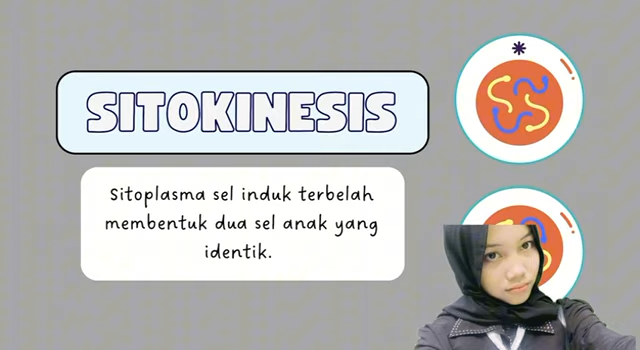 SITOKINESIS
Sitoplasma sel induk terbelah
membentuk dua sel anak yang
identik.